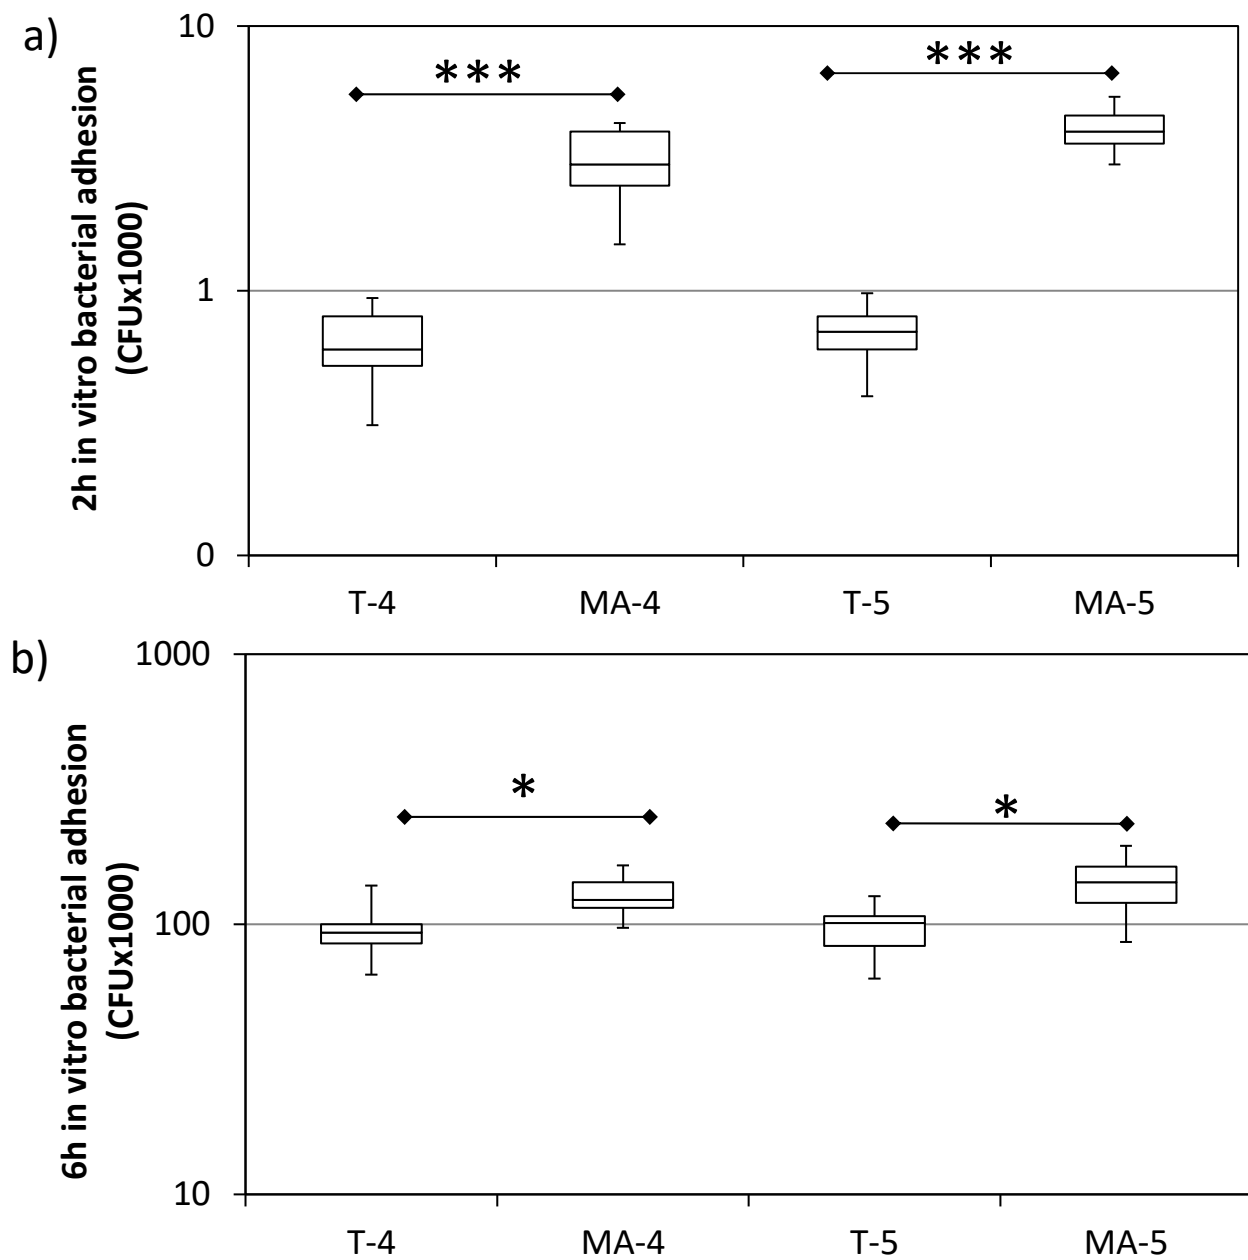 a)
2h in vitro bacterial adhesion
(CFUx1000)
10
1
0
***
***
T-4 MA-4 T-5 MA-5
b)
6h in vitro bacterial adhesion
(CFUx1000)
1000
100
10
*
*
T-4 MA-4 T-5 MA-5